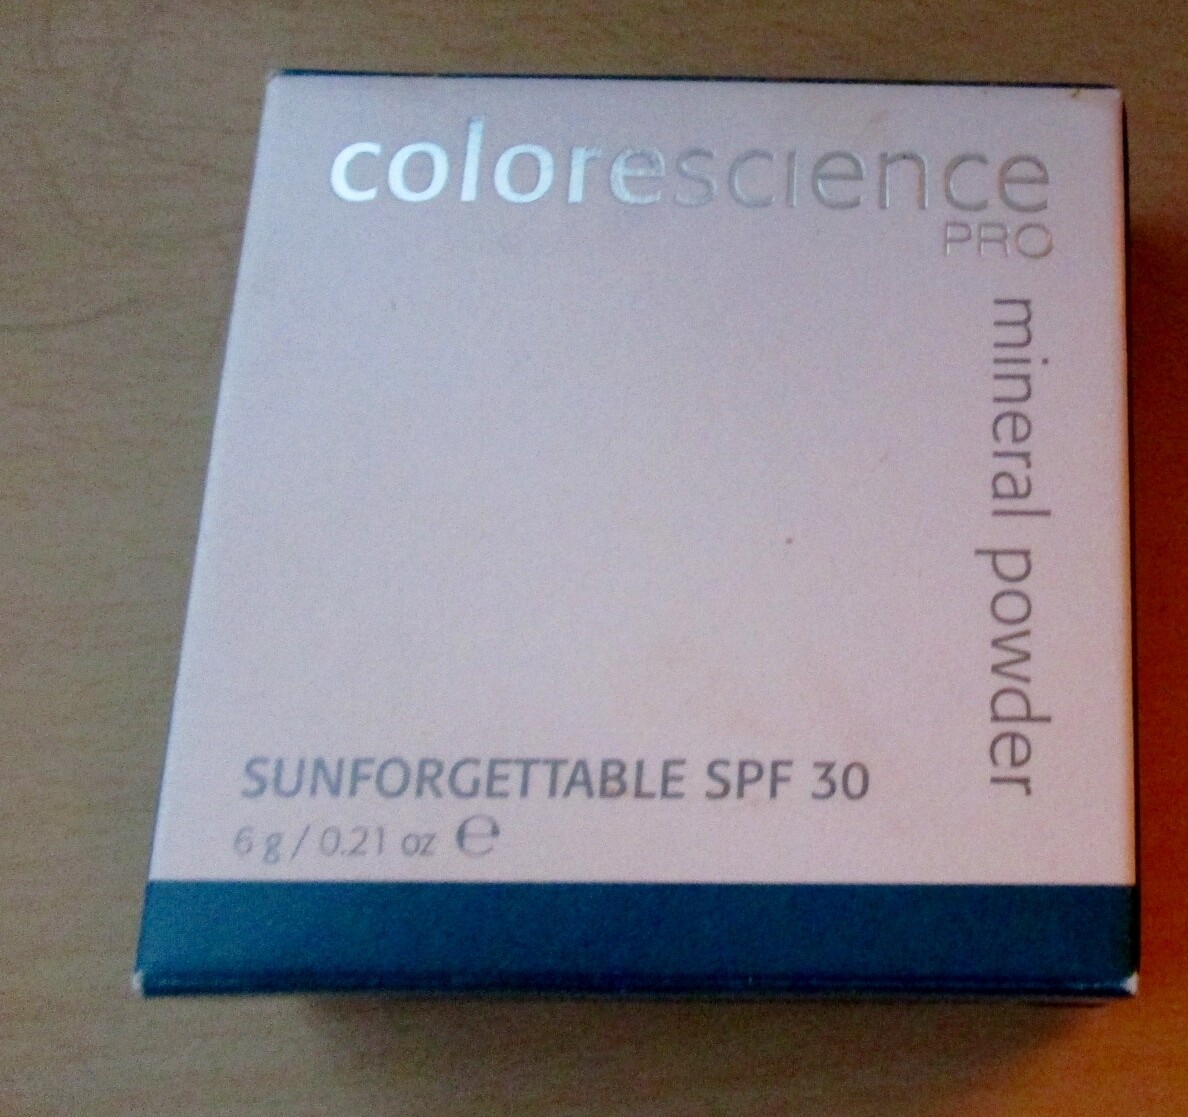 colorescience
PRO
mineral powder
SUNFORGETTABLE SPF 30
6 g / 0.21 oz ℮